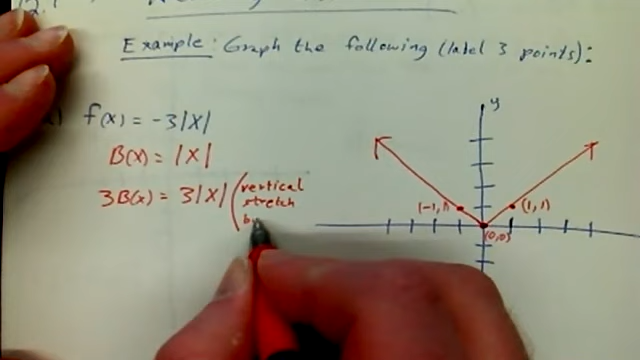 Example: Graph the following (label 3 points):
f(x) = -3|x|
B(x) = |x|
3B(x) = 3|x| (vertical
stretch
b
y
(-1, 1)
(1, 1)
(0,0)